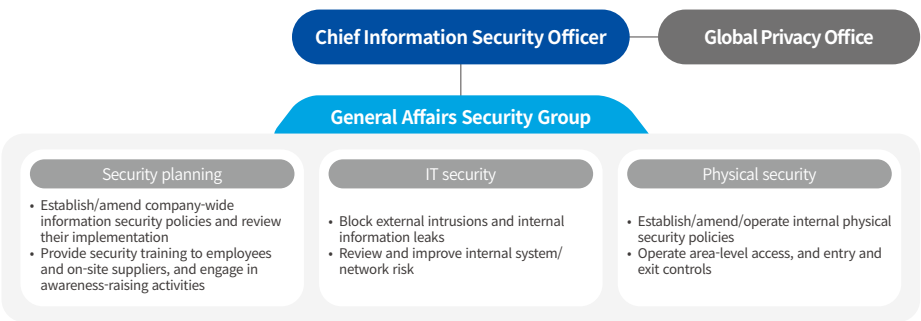 Chief Information Security Officer
Global Privacy Office
General Affairs Security Group
Security planning
• Establish/amend company-wide
information security policies and review
their implementation
• Provide security training to employees
and on-site suppliers, and engage in
awareness-raising activities
IT security
• Block external intrusions and internal
information leaks
• Review and improve internal system/
network risk
Physical security
• Establish/amend/operate internal physical
security policies
• Operate area-level access, and entry and
exit controls